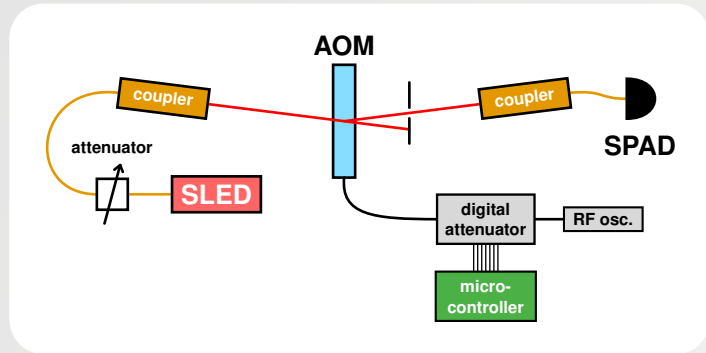 AOM
coupler
coupler
attenuator
SPAD
SLED
digital
attenuator
RF osc.
micro-
controller